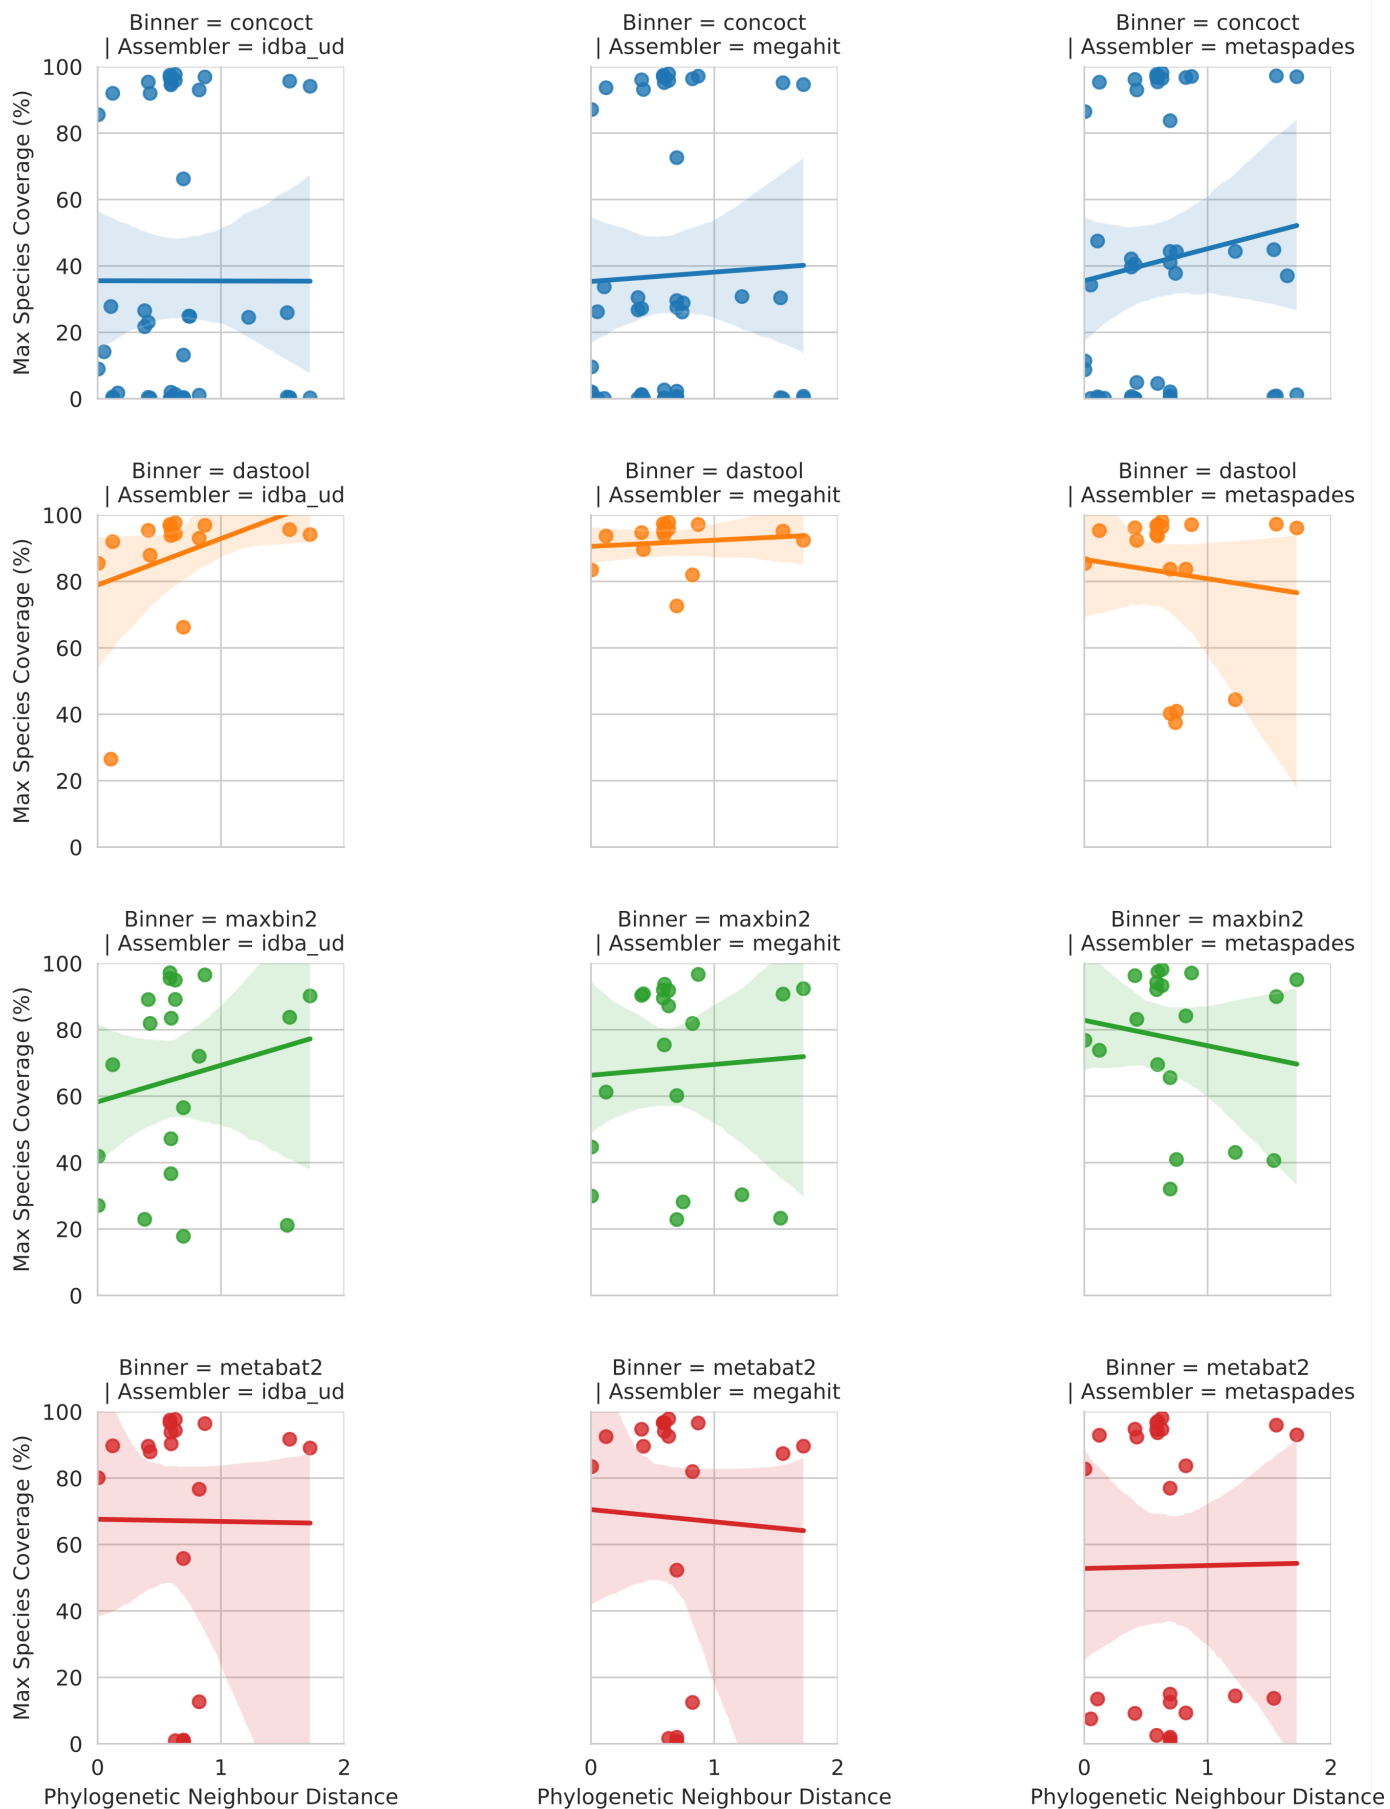 Binner = concoct
| Assembler = idba_ud
Binner = concoct
| Assembler = megahit
Binner = concoct
| Assembler = metaspades
Max Species Coverage (%)
100
80
60
40
20
0
Binner = dastool
| Assembler = idba_ud
Binner = dastool
| Assembler = megahit
Binner = dastool
| Assembler = metaspades
Max Species Coverage (%)
100
80
60
40
20
0
Binner = maxbin2
| Assembler = idba_ud
Binner = maxbin2
| Assembler = megahit
Binner = maxbin2
| Assembler = metaspades
Max Species Coverage (%)
100
80
60
40
20
0
Binner = metabat2
| Assembler = idba_ud
Binner = metabat2
| Assembler = megahit
Binner = metabat2
| Assembler = metaspades
Max Species Coverage (%)
100
80
60
40
20
0
0 1 2
Phylogenetic Neighbour Distance
0 1 2
Phylogenetic Neighbour Distance
0 1 2
Phylogenetic Neighbour Distance